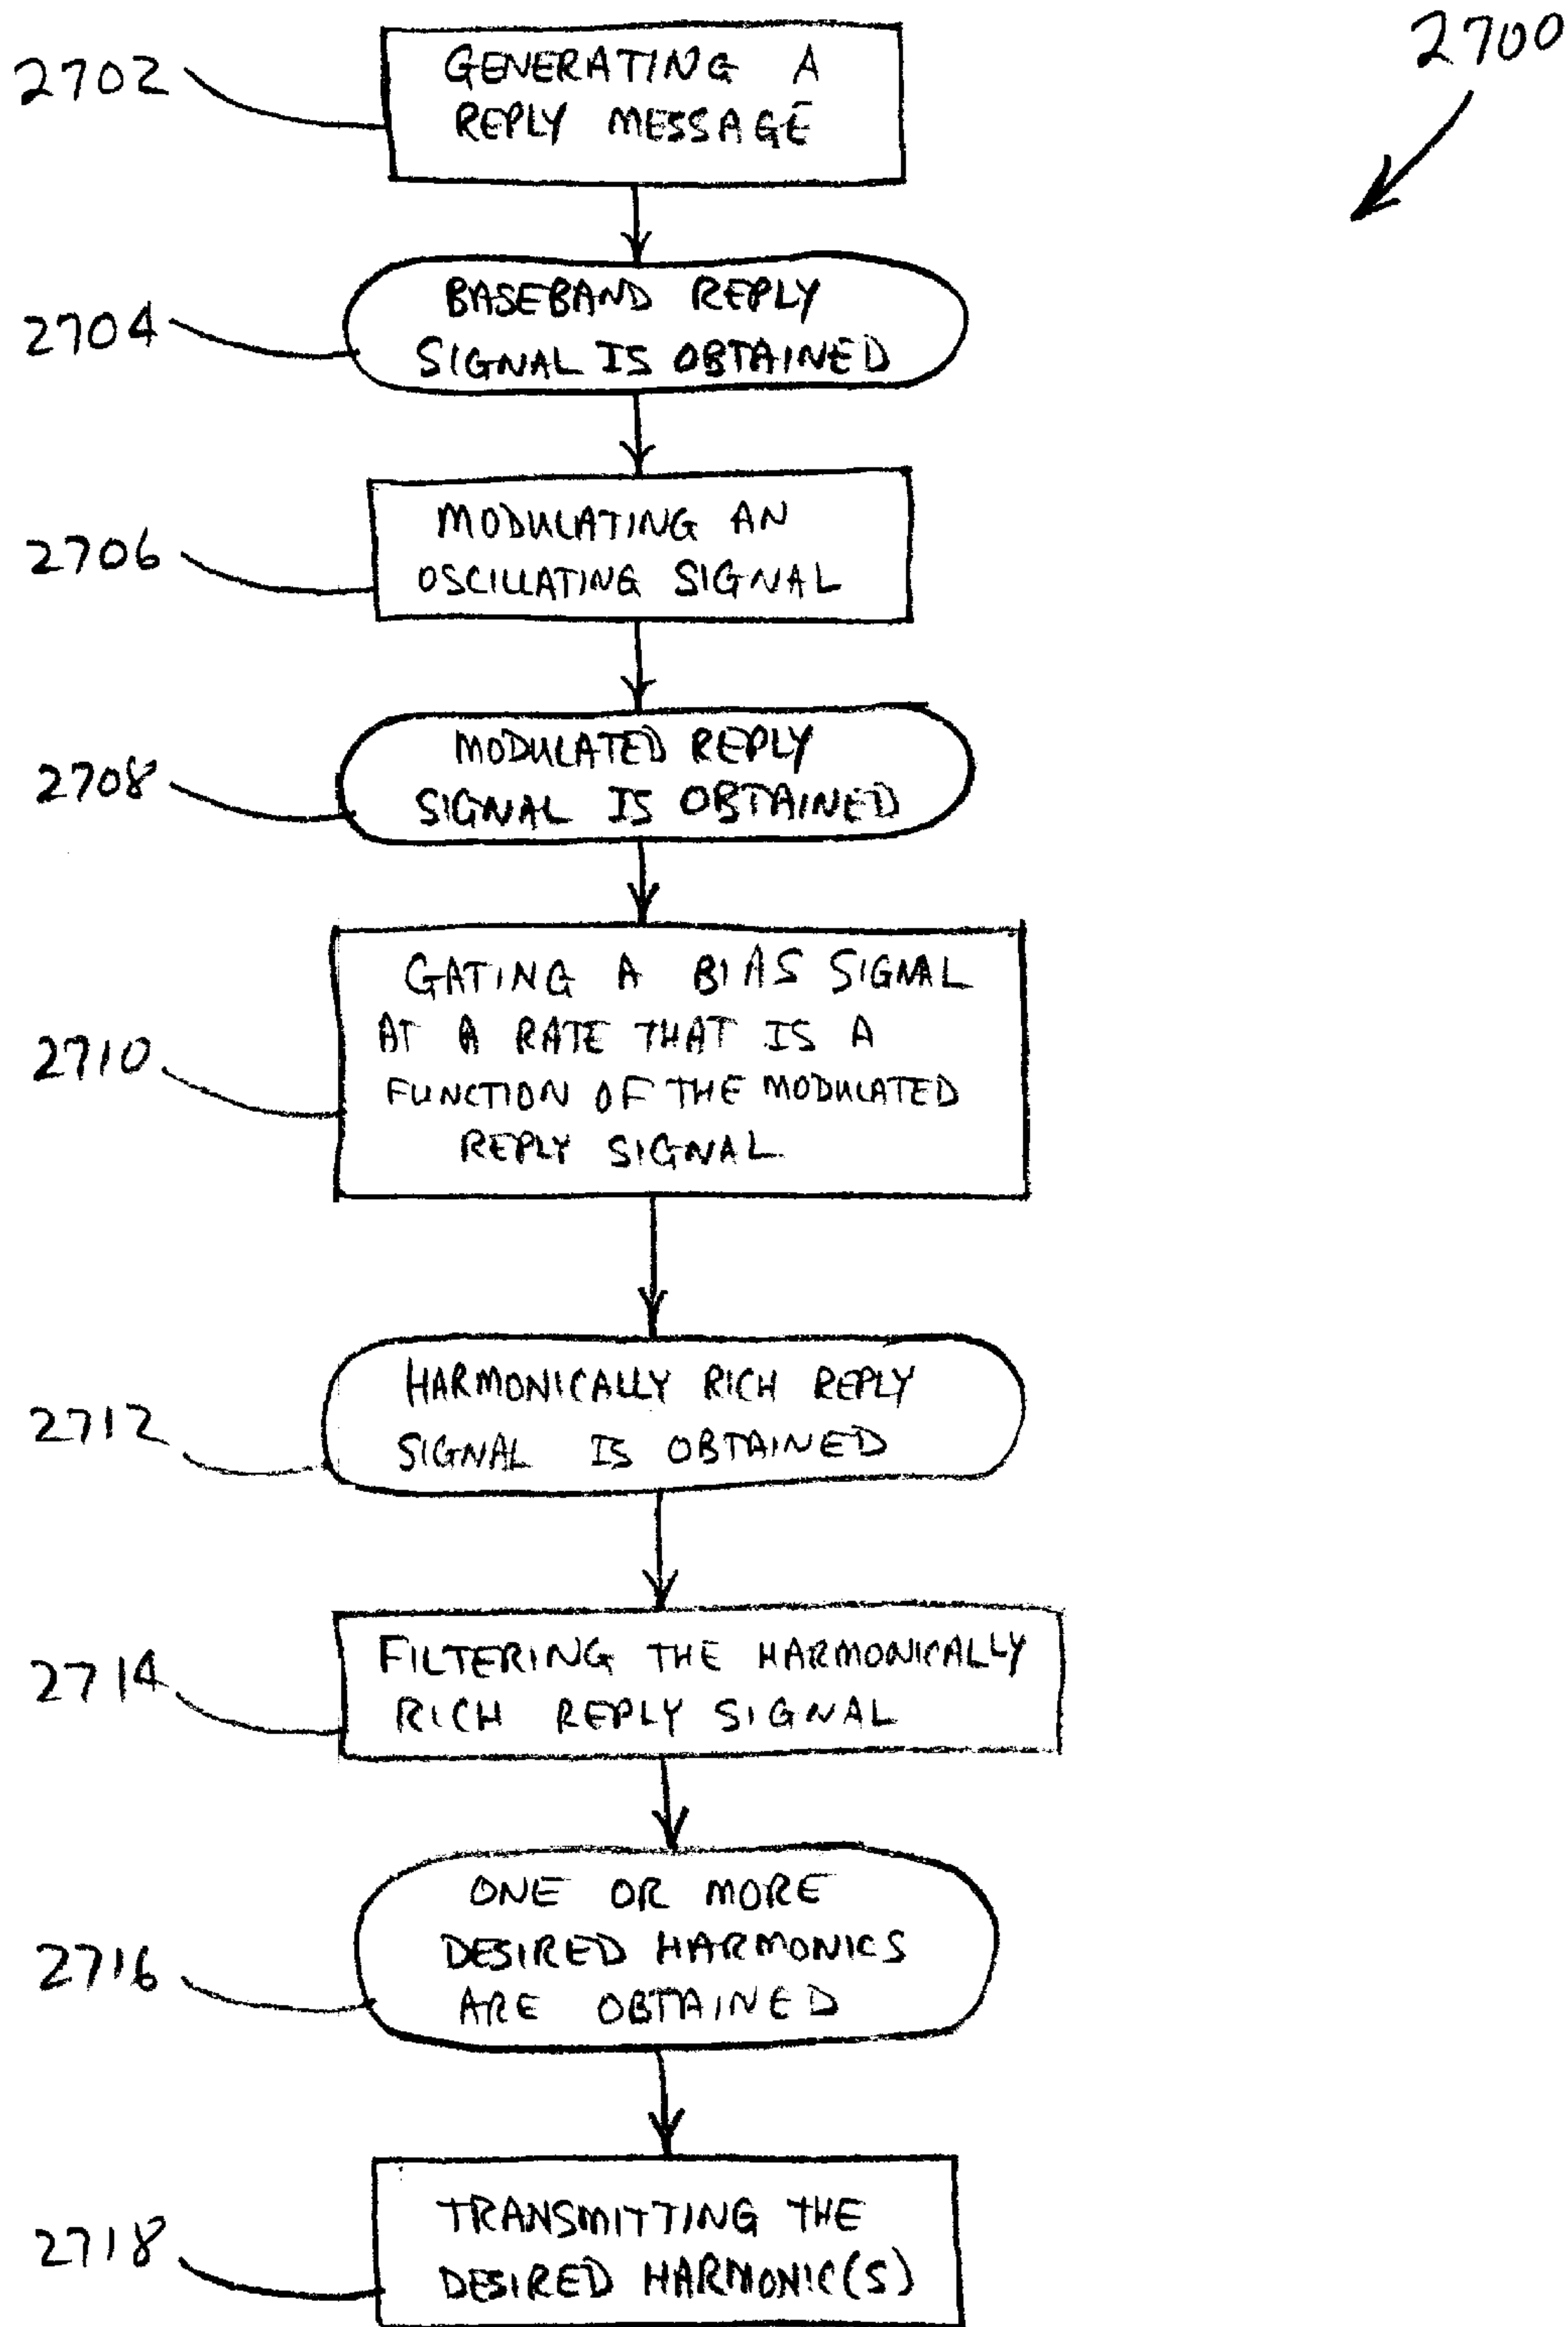 2700
2702
GENERATING A
REPLY MESSAGE
2704
BASEBAND REPLY
SIGNAL IS OBTAINED
2706
MODULATING AN
OSCILLATING SIGNAL
2708
MODULATED REPLY
SIGNAL IS OBTAINED
2710
GATING A BIAS SIGNAL
AT A RATE THAT IS A
FUNCTION OF THE MODULATED
REPLY SIGNAL
2712
HARMONICALLY RICH REPLY
SIGNAL IS OBTAINED
2714
FILTERING THE HARMONICALLY
RICH REPLY SIGNAL
2716
ONE OR MORE
DESIRED HARMONICS
ARE OBTAINED
2718
TRANSMITTING THE
DESIRED HARMONIC(S)